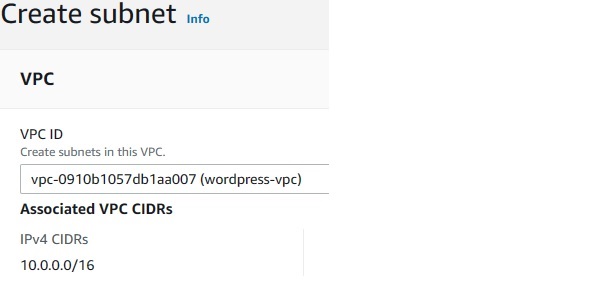 Create subnet Info
VPC
VPC ID
Create subnets in this VPC.
vpc-0910b1057db1aa007 (wordpress-vpc)
Associated VPC CIDRs
IPv4 CIDRs
10.0.0.0/16